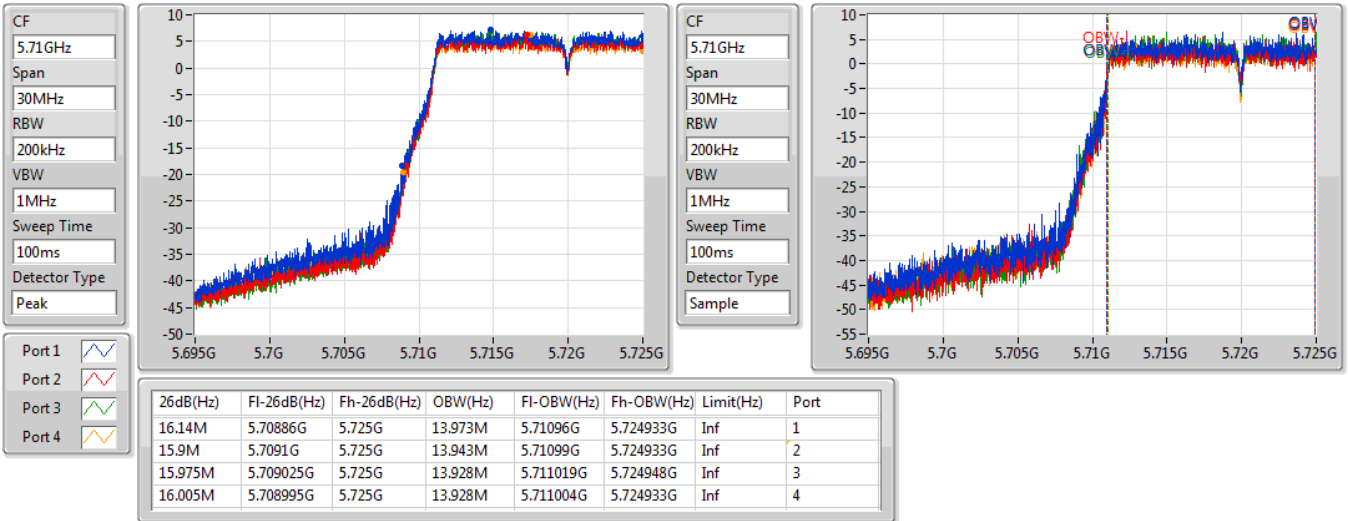 CF
5.71GHz
Span
30MHz
RBW
200kHz
VBW
1MHz
Sweep Time
100ms
Detector Type
Peak
10
5
0
-5
-10
-15
-20
-25
-30
-35
-40
-45
-50
5.695G 5.7G 5.705G 5.71G 5.715G 5.72G 5.725G
CF
5.71GHz
Span
30MHz
RBW
200kHz
VBW
1MHz
Sweep Time
100ms
Detector Type
Sample
10
5
0
-5
-10
-15
-20
-25
-30
-35
-40
-45
-50
-55
5.695G 5.7G 5.705G 5.71G 5.715G 5.72G 5.725G
Port 1
Port 2
Port 3
Port 4
26dB(Hz) Fl-26dB(Hz) Fh-26dB(Hz) OBW(Hz) Fl-OBW(Hz) Fh-OBW(Hz) Limit(Hz) Port
16.14M 5.70886G 5.725G 13.973M 5.71096G 5.724933G Inf 1
15.9M 5.7091G 5.725G 13.943M 5.71099G 5.724933G Inf 2
15.975M 5.709025G 5.725G 13.928M 5.711019G 5.724948G Inf 3
16.005M 5.708995G 5.725G 13.928M 5.711004G 5.724933G Inf 4